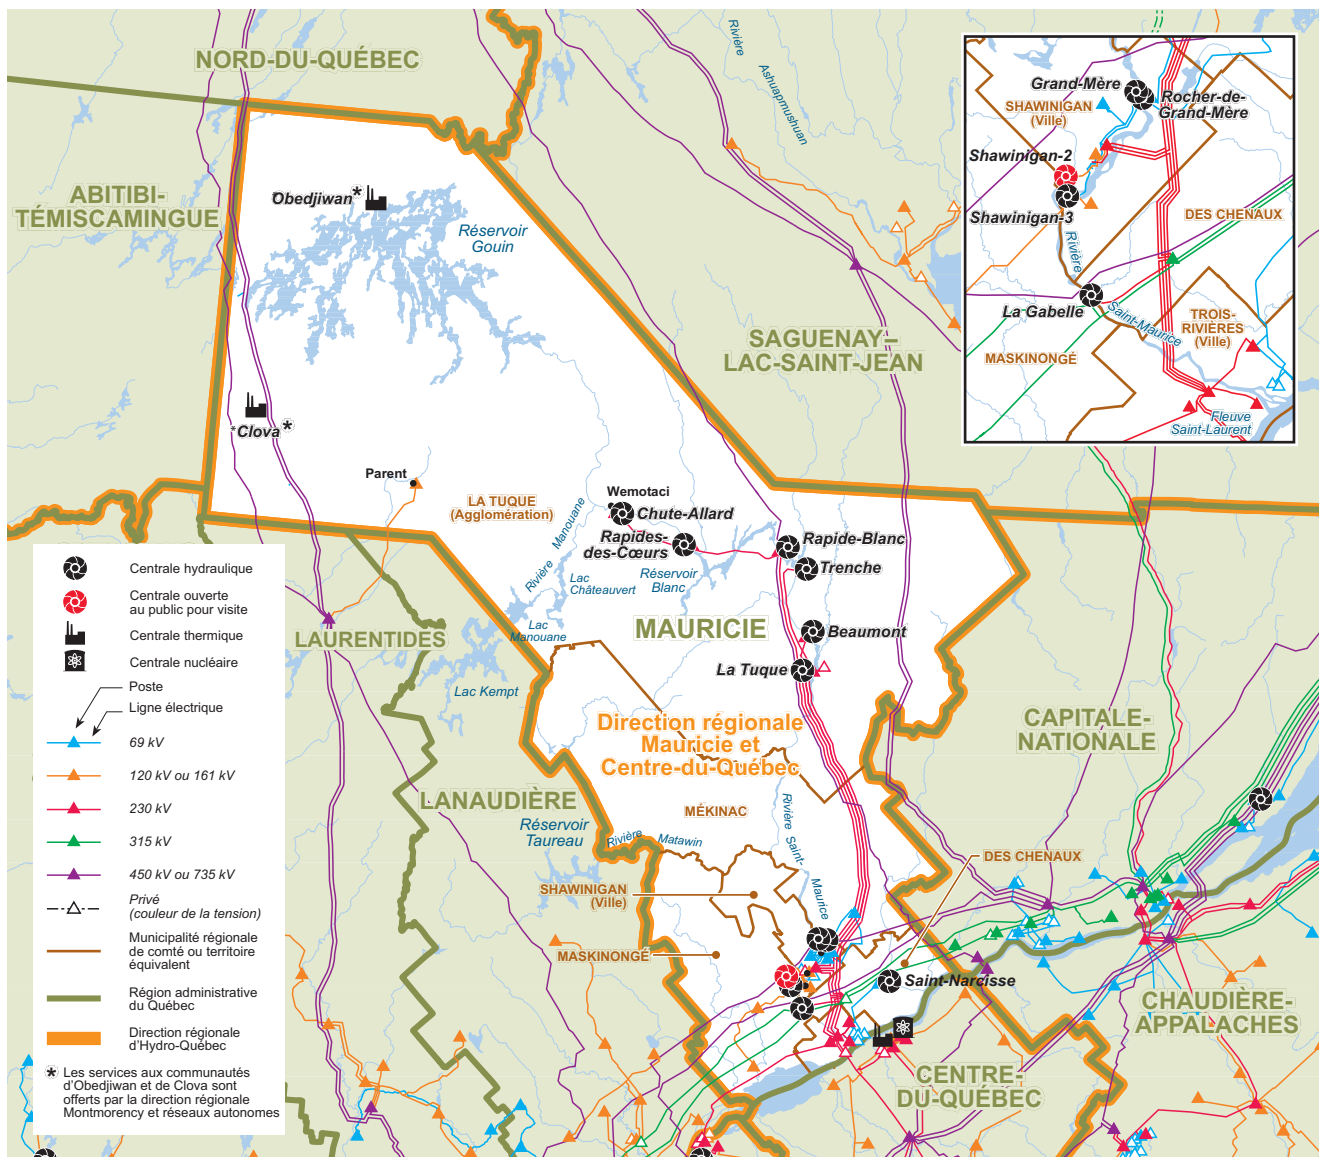 NORD-DU-QUÉBEC
ABITIBI-
TÉMISCAMINGUE
Obedjiwan*
Réservoir
Gouin
Rivière
Ashuapmushuan
SAGUENAY–
LAC-SAINT-JEAN
*Clova*
Parent
LA TUQUE
(Agglomération)
Wemotaci
Chute-Allard
Rapides-
des-Cœurs
Rivière Manouane
Lac
Châteauvert
Réservoir
Blanc
Rapide-Blanc
Trenche
Lac
Manouane
MAURICIE
Beaumont
La Tuque
LAURENTIDES
Lac Kempt
Direction régionale
Mauricie et
Centre-du-Québec
CAPITALE-
NATIONALE
LANAUDIÈRE
Réservoir
Taureau
Rivière Matawin
MÉKINAC
Rivière Saint-
Maurice
DES CHENAUX
SHAWINIGAN
(Ville)
MASKINONGÉ
Saint-Narcisse
CHAUDIÈRE-
APPALACHES
CENTRE-
DU-QUÉBEC
Grand-Mère
Rocher-de-
Grand-Mère
SHAWINIGAN
(Ville)
Shawinigan-2
Shawinigan-3
DES CHENAUX
Rivière
La Gabelle
Saint-Maurice
TROIS-
RIVIÈRES
(Ville)
MASKINONGÉ
Fleuve
Saint-Laurent
Centrale hydraulique
Centrale ouverte
au public pour visite
Centrale thermique
Centrale nucléaire
Poste
Ligne électrique
69 kV
120 kV ou 161 kV
230 kV
315 kV
450 kV ou 735 kV
Privé
(couleur de la tension)
Municipalité régionale
de comté ou territoire
équivalent
Région administrative
du Québec
Direction régionale
d'Hydro-Québec
* Les services aux communautés
d'Obedjiwan et de Clova sont
offerts par la direction régionale
Montmorency et réseaux autonomes